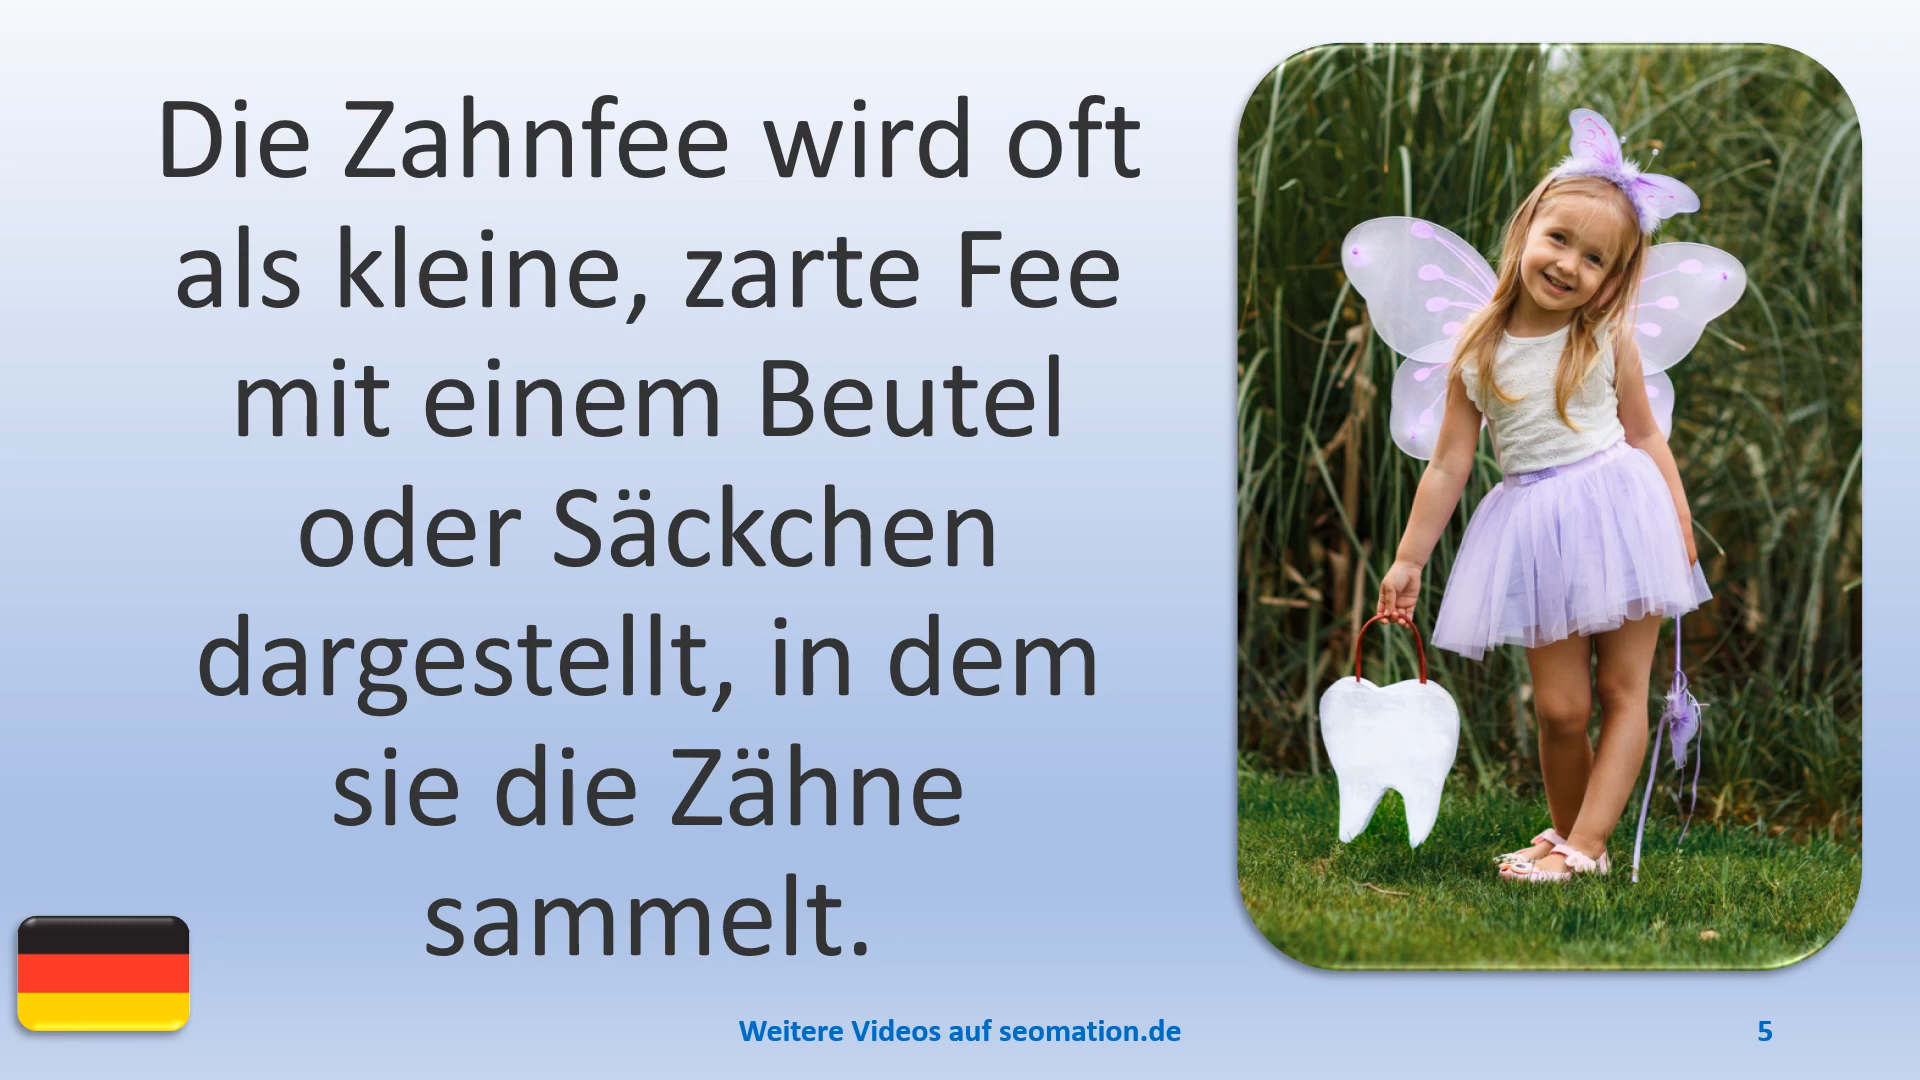 Die Zahnfee wird oft
als kleine, zarte Fee
mit einem Beutel
oder Säckchen
dargestellt, in dem
sie die Zähne
sammelt.
Weitere Videos auf seomation.de
5